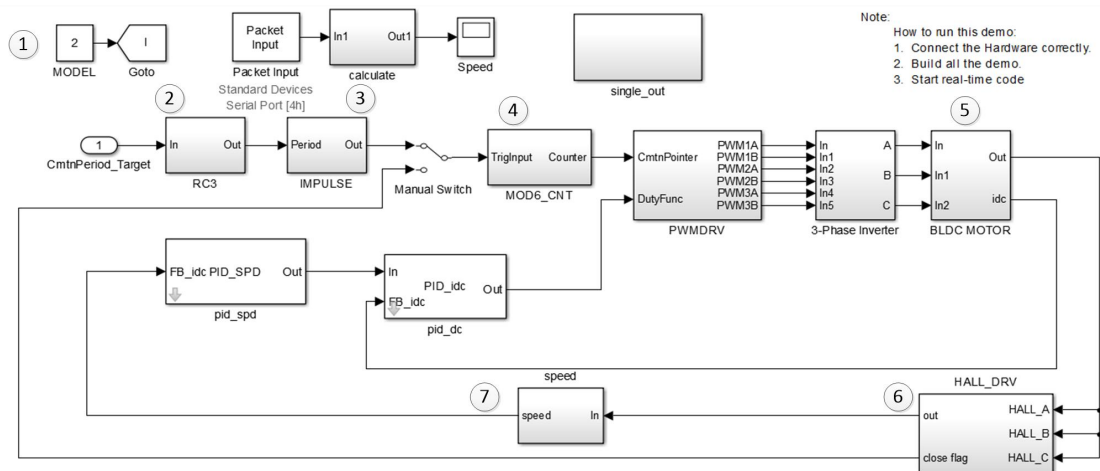 1
2
MODEL
I
Goto
Packet
Input
Packet Input
Standard Devices
Serial Port [4h]
In1
Out1
calculate
Speed
single_out
Note:
How to run this demo:
1. Connect the Hardware correctly.
2. Build all the demo.
3. Start real-time code
2
3
4
5
1
CmtnPeriod_Target
In
Out
RC3
Period
Out
IMPULSE
Manual Switch
TrigInput
Counter
MOD6_CNT
CmtnPointer
DutyFunc
PWM1A
PWM1B
PWM2A
PWM2B
PWM3A
PWM3B
PWMDRV
In
In1
In2
In3
In4
In5
A
B
C
3-Phase Inverter
In
In1
In2
Out
idc
BLDC MOTOR
FB_idc
PID_SPD
Out
pid_spd
In
PID_idc
FB_idc
Out
pid_dc
speed
7
speed
In
6
HALL_DRV
out
close flag
HALL_A
HALL_B
HALL_C